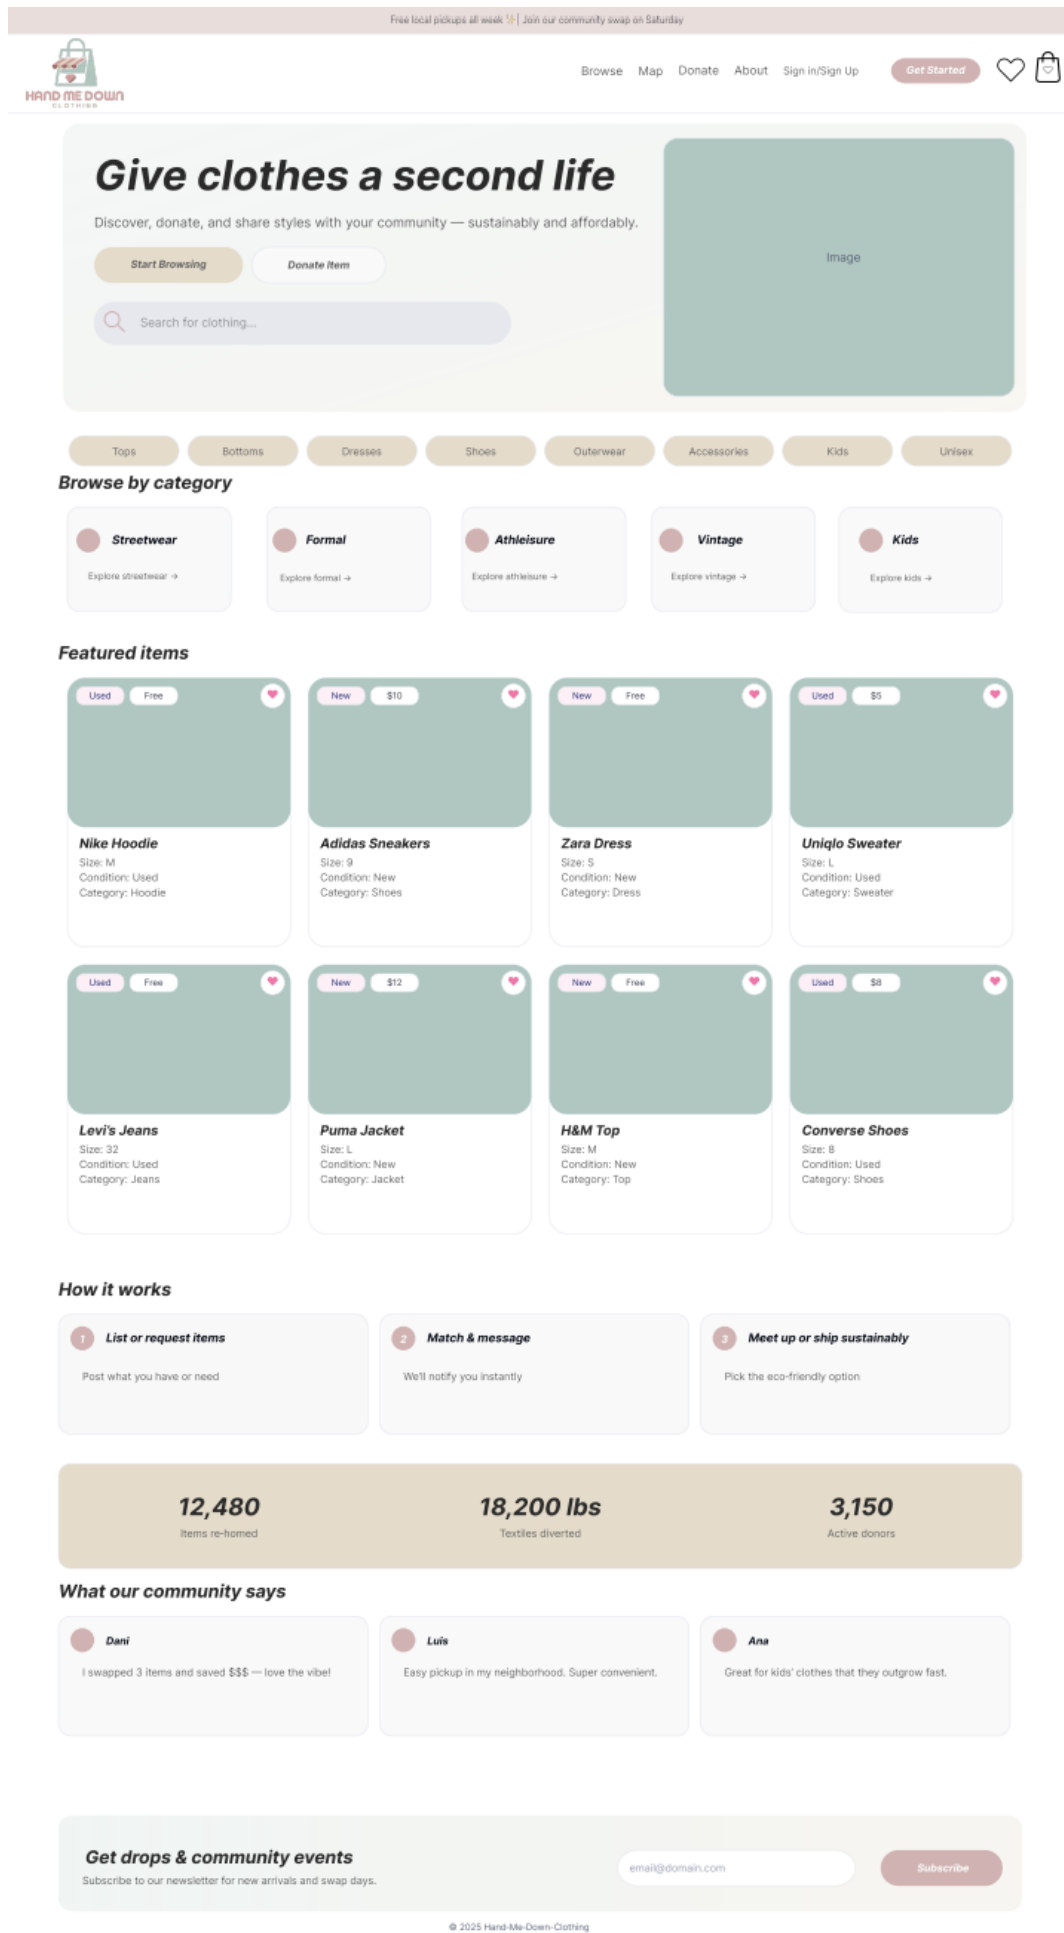 Free local pickups all week ✨ | Join our community swap on Saturday
HAND ME DOWN
CLOTHING
Browse Map Donate About Sign in/Sign Up Get Started
Give clothes a second life
Discover, donate, and share styles with your community — sustainably and affordably.
Start Browsing Donate Item
Search for clothing...
Image
Tops Bottoms Dresses Shoes Outerwear Accessories Kids Unisex
Browse by category
Streetwear Formal Athleisure Vintage Kids
Explore streetwear → Explore formal → Explore athleisure → Explore vintage → Explore kids →
Featured items
Used Free New $10 New Free Used $5
Nike Hoodie Adidas Sneakers Zara Dress Uniqlo Sweater
Size: M Size: 9 Size: S Size: L
Condition: Used Condition: New Condition: New Condition: Used
Category: Hoodie Category: Shoes Category: Dress Category: Sweater
Used Free New $12 New Free Used $8
Levi's Jeans Puma Jacket H&M Top Converse Shoes
Size: 32 Size: L Size: M Size: 8
Condition: Used Condition: New Condition: New Condition: Used
Category: Jeans Category: Jacket Category: Top Category: Shoes
How it works
1 List or request items 2 Match & message 3 Meet up or ship sustainably
Post what you have or need We'll notify you instantly Pick the eco-friendly option
12,480 18,200 lbs 3,150
Items re-homed Textiles diverted Active donors
What our community says
Dani Luis Ana
I swapped 3 items and saved $$$ — love the vibe! Easy pickup in my neighborhood. Super convenient. Great for kids' clothes that they outgrow fast.
Get drops & community events
Subscribe to our newsletter for new arrivals and swap days.
email@domain.com Subscribe
© 2025 Hand-Me-Down-Clothing